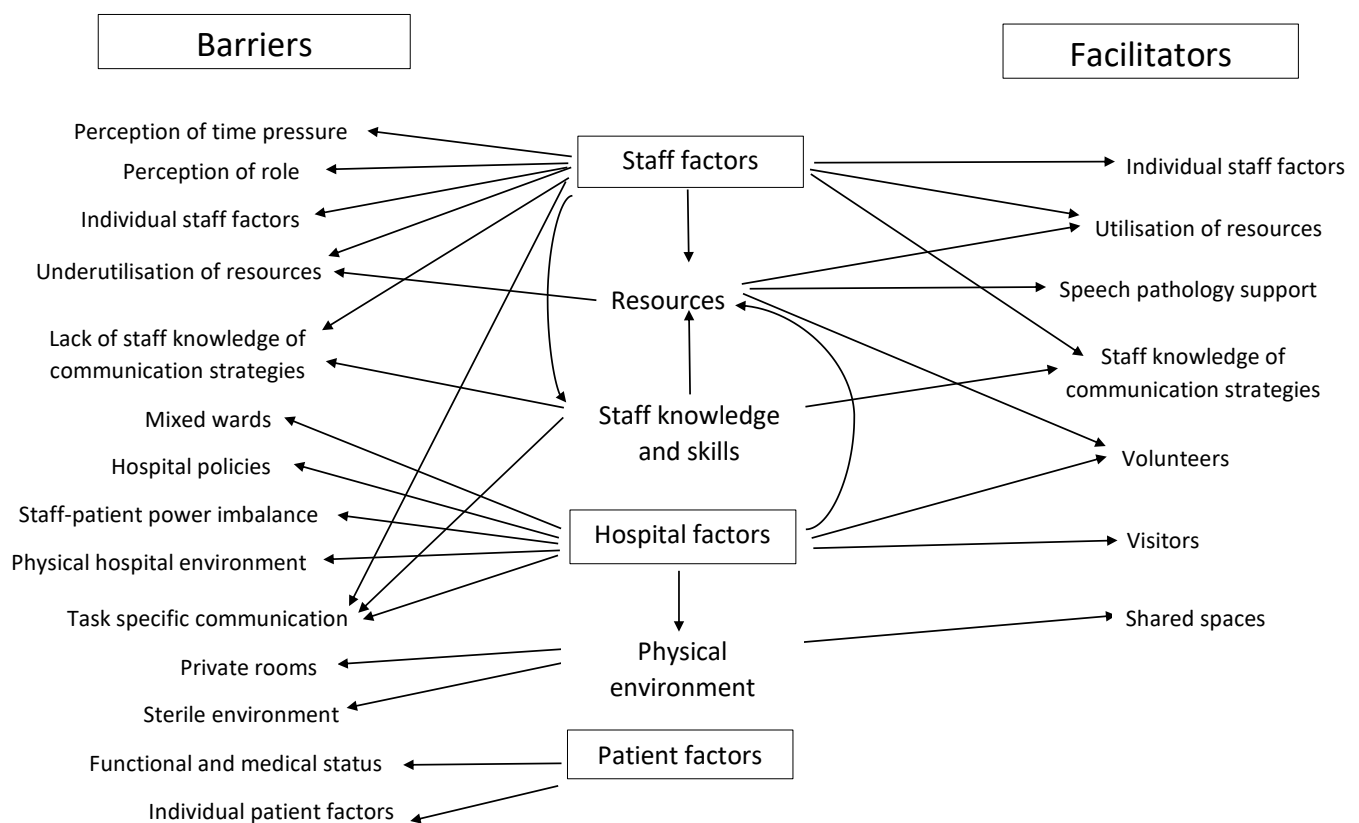 Barriers
Facilitators
Perception of time pressure
Perception of role
Individual staff factors
Underutilisation of resources
Lack of staff knowledge of
communication strategies
Mixed wards
Hospital policies
Staff-patient power imbalance
Physical hospital environment
Task specific communication
Private rooms
Sterile environment
Functional and medical status
Individual patient factors
Staff factors
Resources
Staff knowledge
and skills
Hospital factors
Physical
environment
Patient factors
Individual staff factors
Utilisation of resources
Speech pathology support
Staff knowledge of
communication strategies
Volunteers
Visitors
Shared spaces